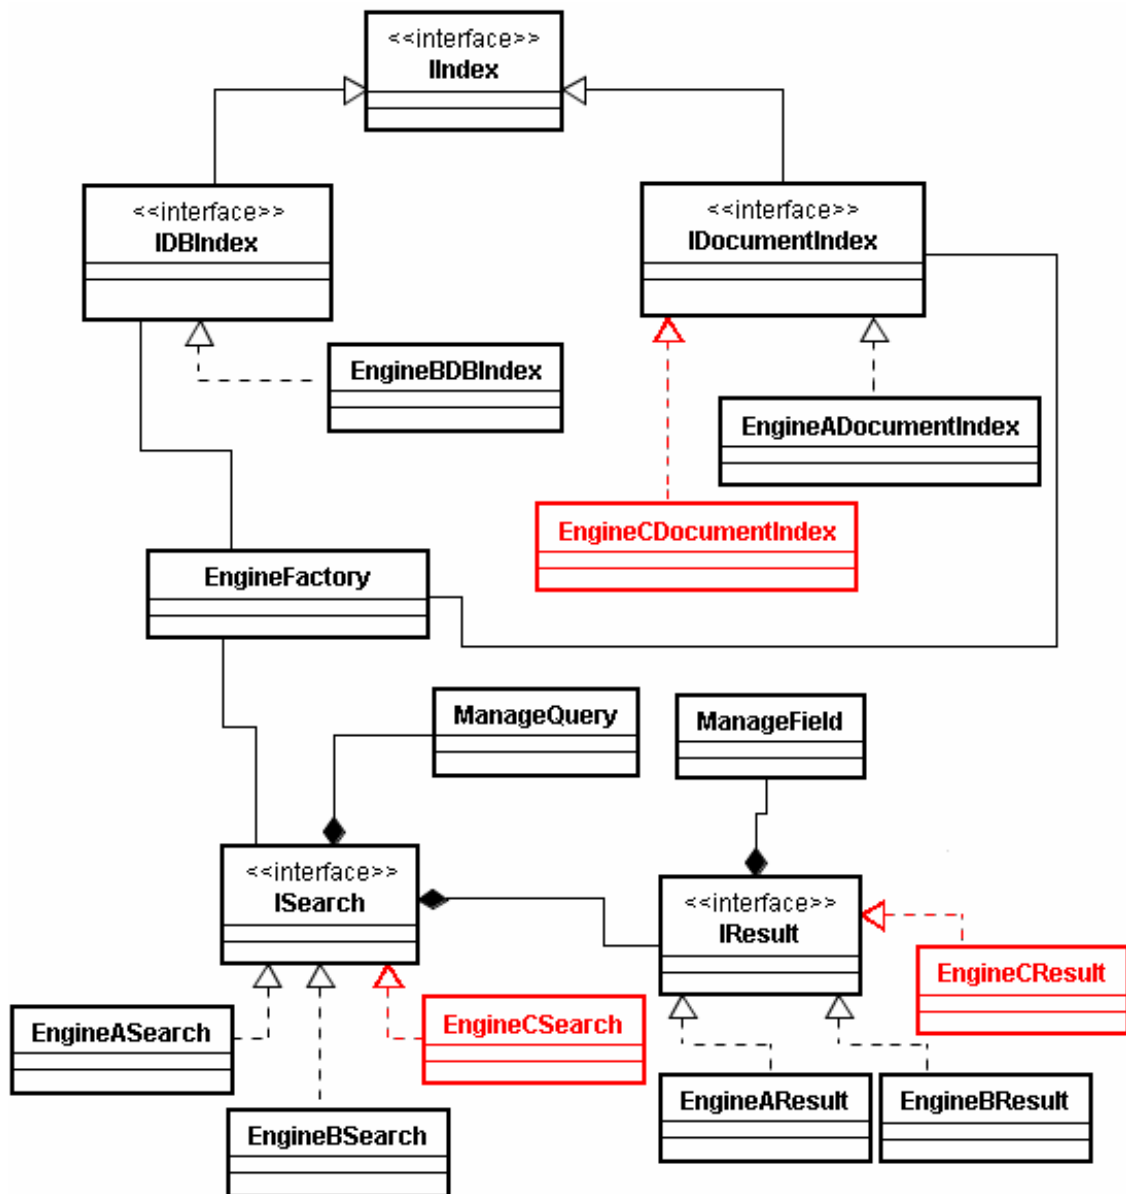 <<interface>>
IIndex
<<interface>>
IDBIndex
<<interface>>
IDocumentIndex
EngineBDBIndex
EngineADocumentIndex
EngineCDocumentIndex
EngineFactory
ManageQuery
ManageField
<<interface>>
ISearch
<<interface>>
IResult
EngineCResult
EngineASearch
EngineCSearch
EngineAResult
EngineBResult
EngineBSearch